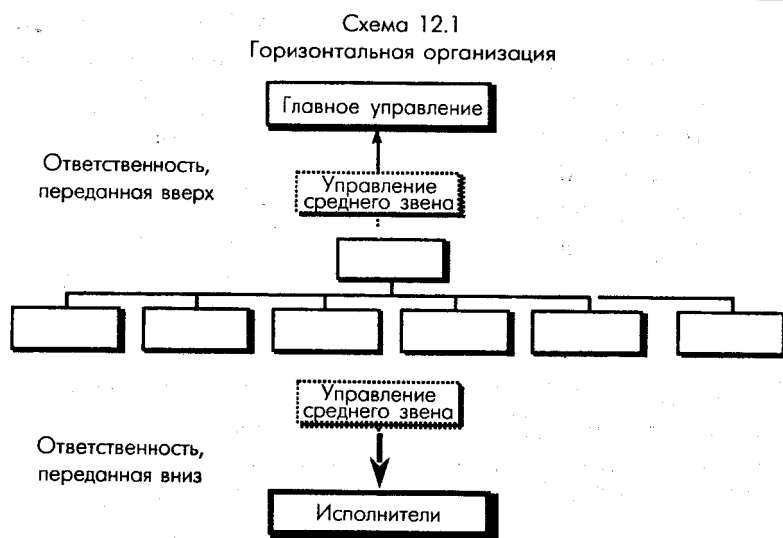 Схема 12.1
Горизонтальная организация
Главное управление
Ответственность,
переданная вверх
Управление
среднего звена
Управление
среднего звена
Ответственность,
переданная вниз
Исполнители